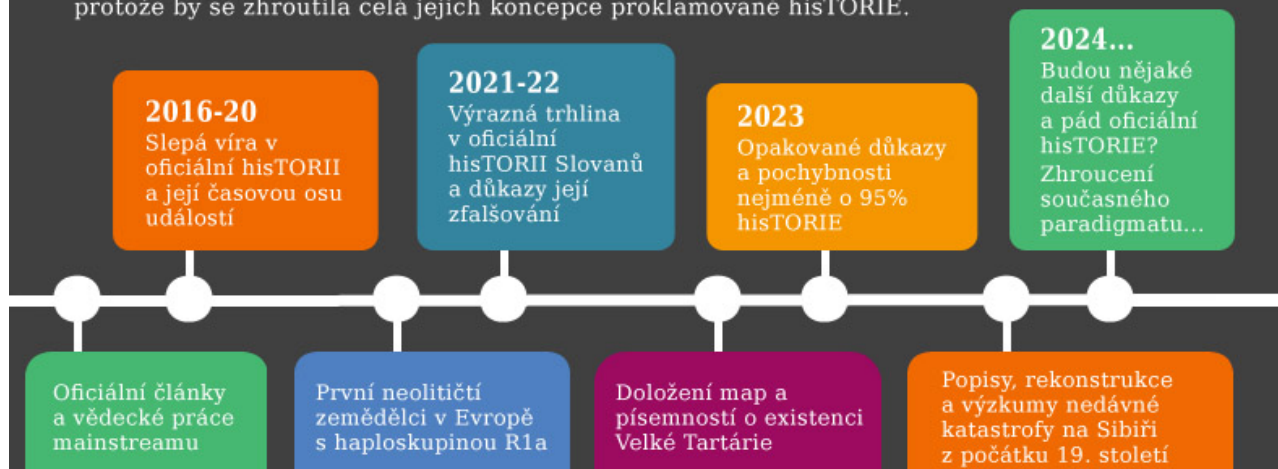 protože by se zhroutila celá jejich koncepce proklamované hisTORIE.
2016-20
Slepá víra v
oficiální hisTORII
a její časovou osu
událostí
2021-22
Výrazná trhlina
v oficiální
hisTORII Slovanů
a důkazy její
zfalšování
2023
Opakované důkazy
a pochybnosti
nejméně o 95%
hisTORIE
2024...
Budou nějaké
další důkazy
a pád oficiální
hisTORIE?
Zhroucení
současného
paradigmatu...
Oficiální články
a vědecké práce
mainstreamu
První neolitičtí
zemědělci v Evropě
s haploskupinou R1a
Doložení map a
písemností o existenci
Velké Tartárie
Popisy, rekonstrukce
a výzkumy nedávné
katastrofy na Sibiři
z počátku 19. století